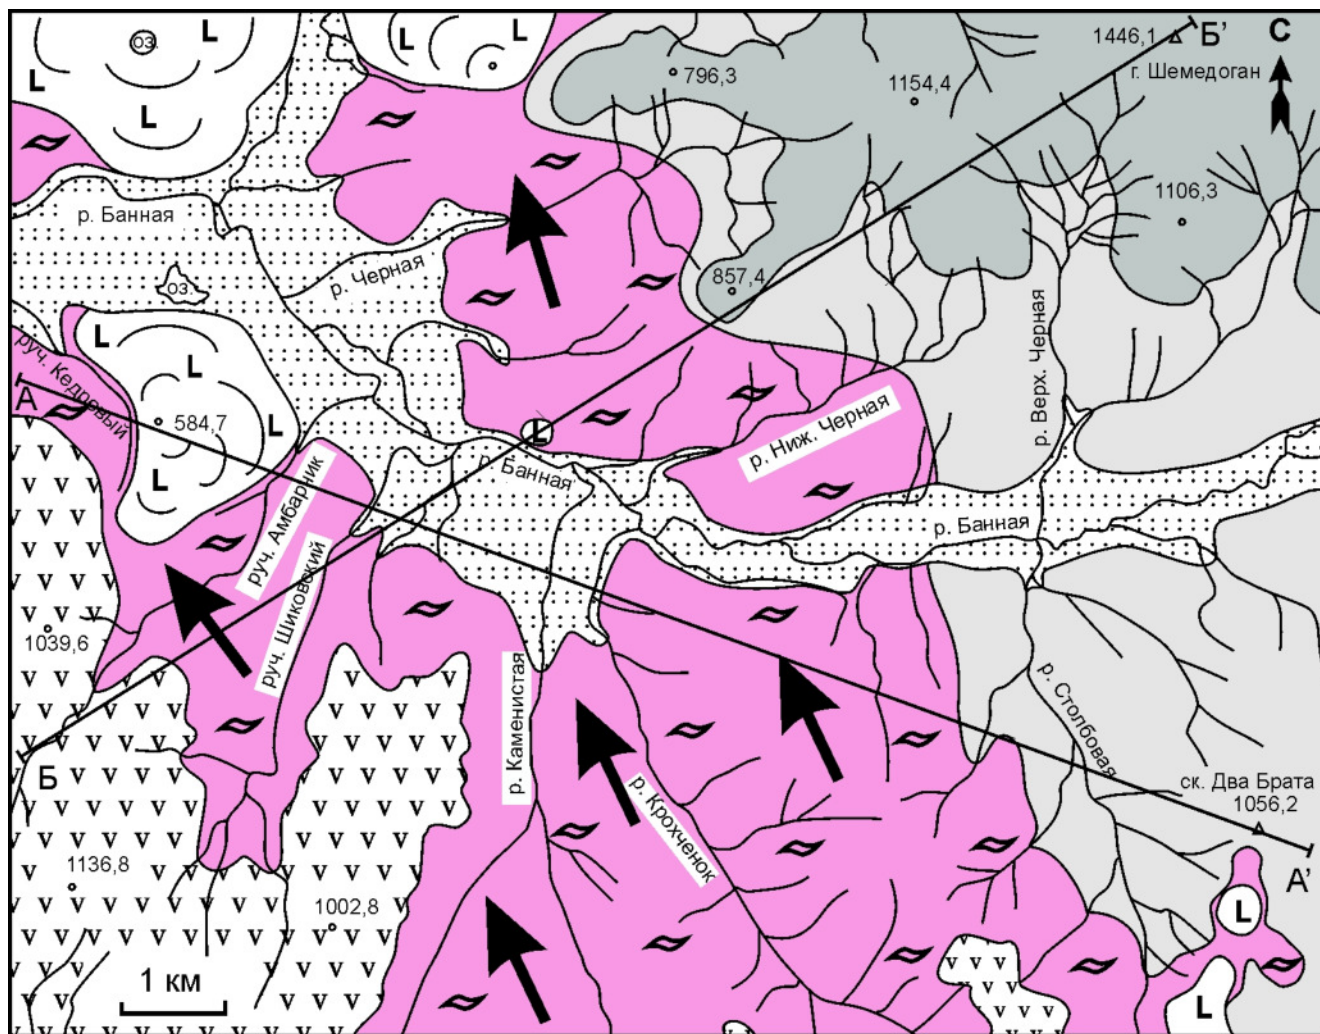 L
оз.
L
L
L
L
L
1446,1
Б'
С
796,3
1154,4
г. Шемедоган
L
р. Банная
1106,3
р. Черная
857,4
оз.
L
руч. Кедровый
L
А
584,7
L
L
L
р. Верх. Черная
р. Ниж. Черная
р. Банная
руч. Амбарник
р. Банная
руч. Шиковский
1039,6
р. Каменистая
р. Столбовая
Б
ск. Два Брата
1056,2
р. Крохченок
А'
1136,8
1002,8
L
1 км
L